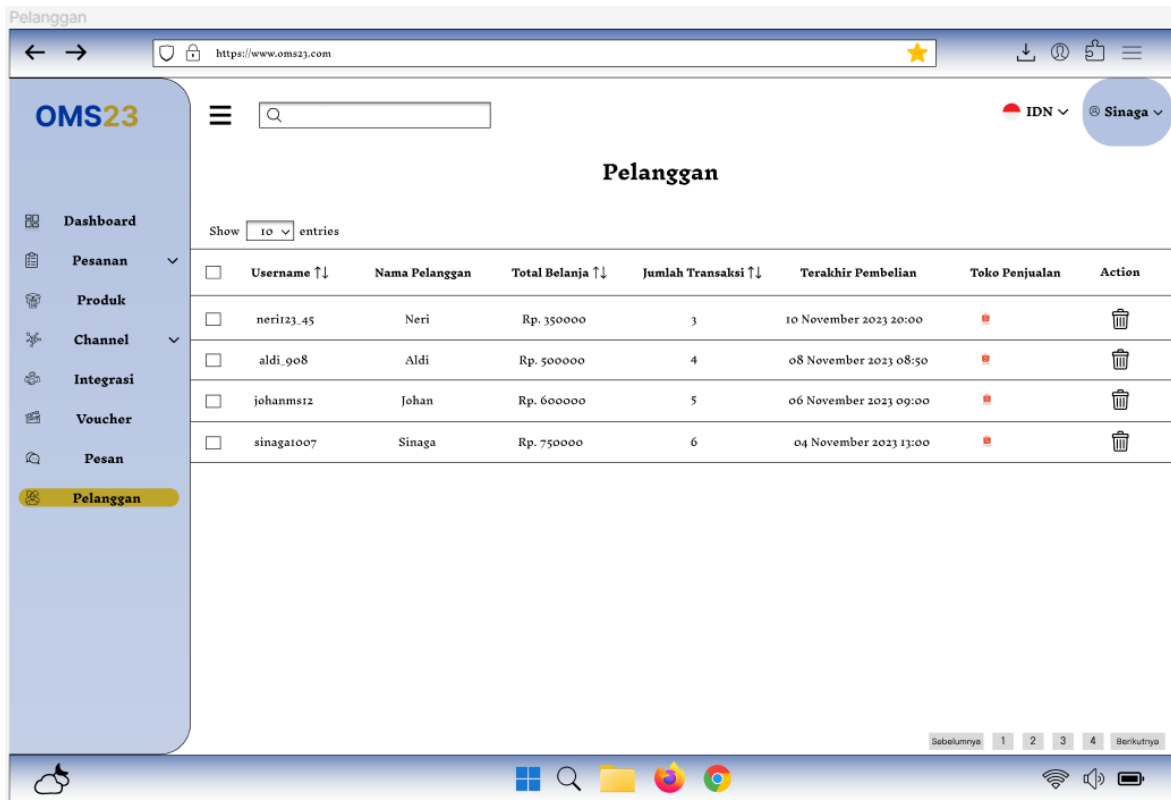 Pelanggan
https://www.oms23.com
OMS23
IDN
Sinaga
Pelanggan
Dashboard
Pesanan
Produk
Channel
Integrasi
Voucher
Pesan
Pelanggan
Show 10 entries
Username ↑↓ Nama Pelanggan Total Belanja ↑↓ Jumlah Transaksi ↑↓ Terakhir Pembelian Toko Penjualan Action
neri123_45 Neri Rp. 350000 3 10 November 2023 20:00
aldi_908 Aldi Rp. 500000 4 08 November 2023 08:50
johanms12 Johan Rp. 600000 5 06 November 2023 09:00
sinaga1007 Sinaga Rp. 750000 6 04 November 2023 13:00
Sebelumnya 1 2 3 4 Berikutnya